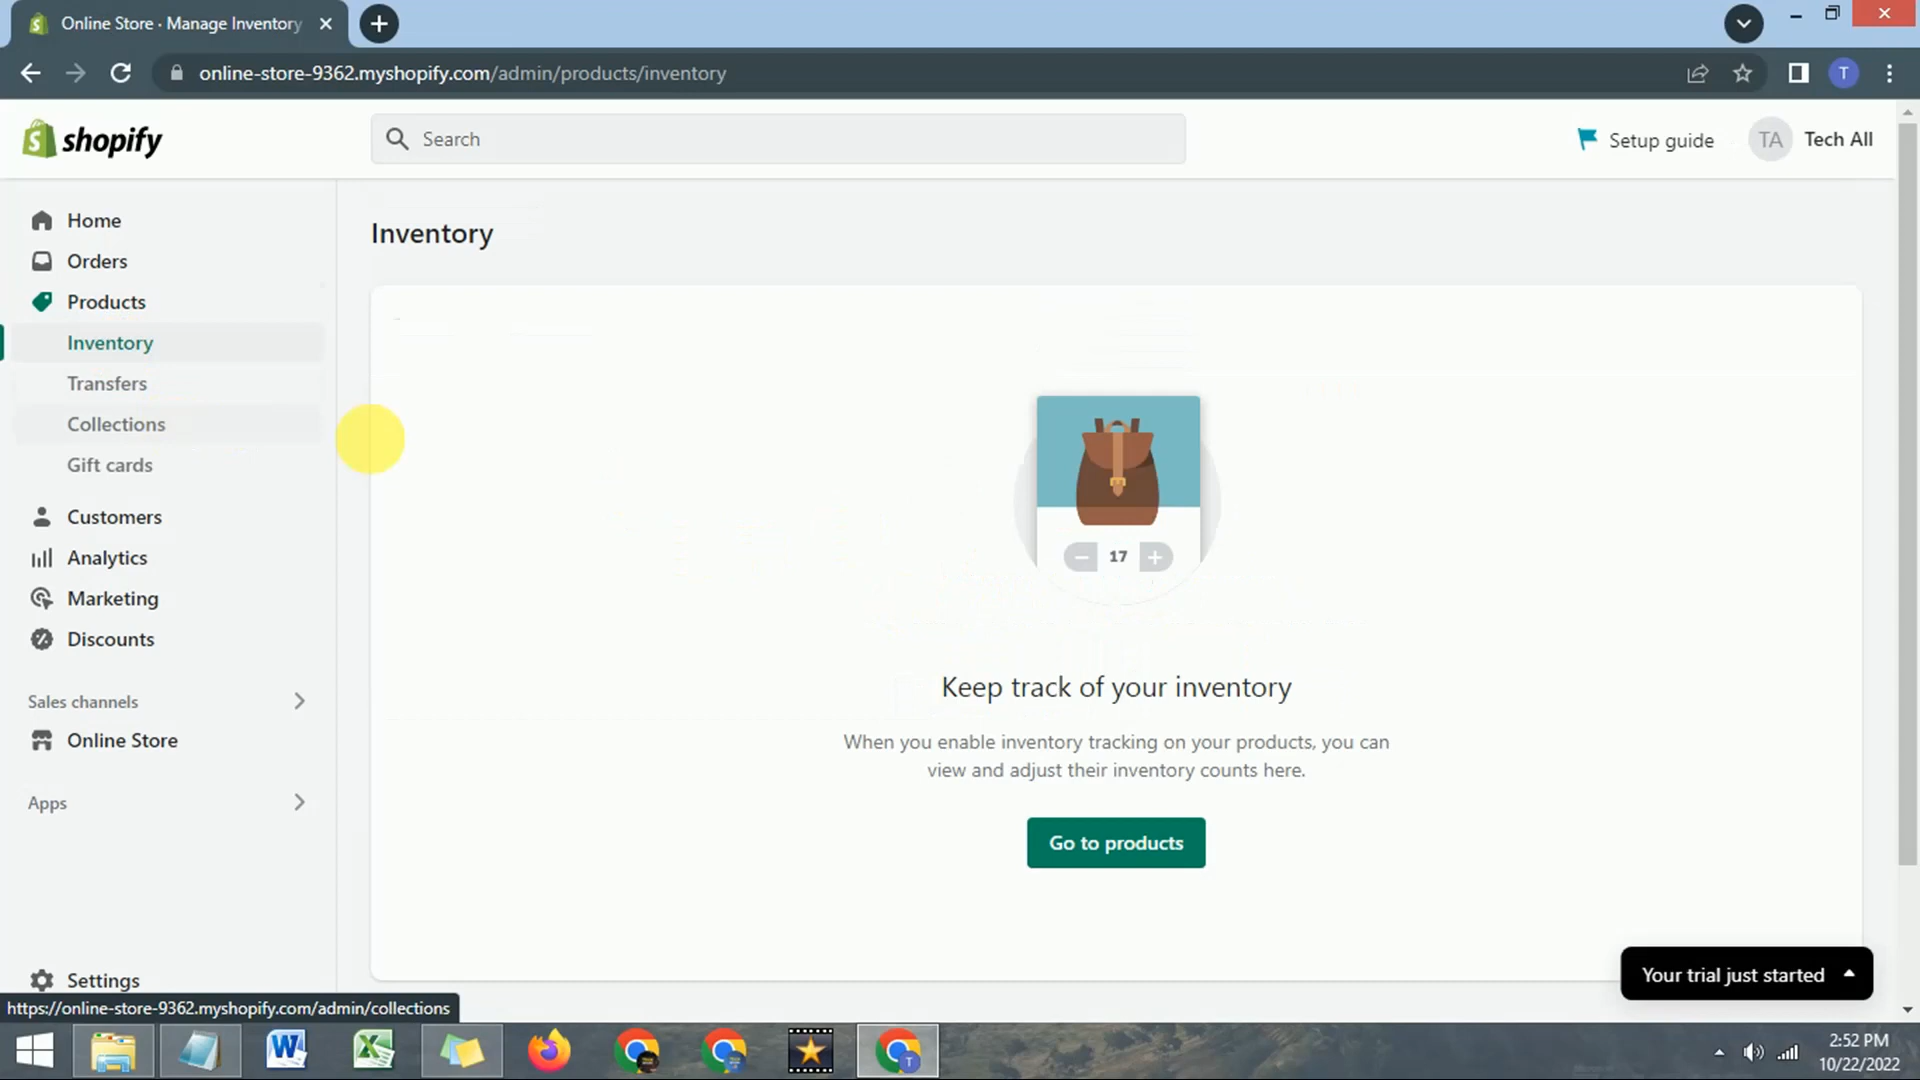 Online Store · Manage Inventory
online-store-9362.myshopify.com/admin/products/inventory
T
shopify
Search
Setup guide
TA
Tech All
Home
Orders
Products
Inventory
Transfers
Collections
Gift cards
Customers
Analytics
Marketing
Discounts
Sales channels
Online Store
Apps
Settings
Inventory
17
Keep track of your inventory
When you enable inventory tracking on your products, you can
view and adjust their inventory counts here.
Go to products
Your trial just started
https://online-store-9362.myshopify.com/admin/collections
2:52 PM
10/22/2022